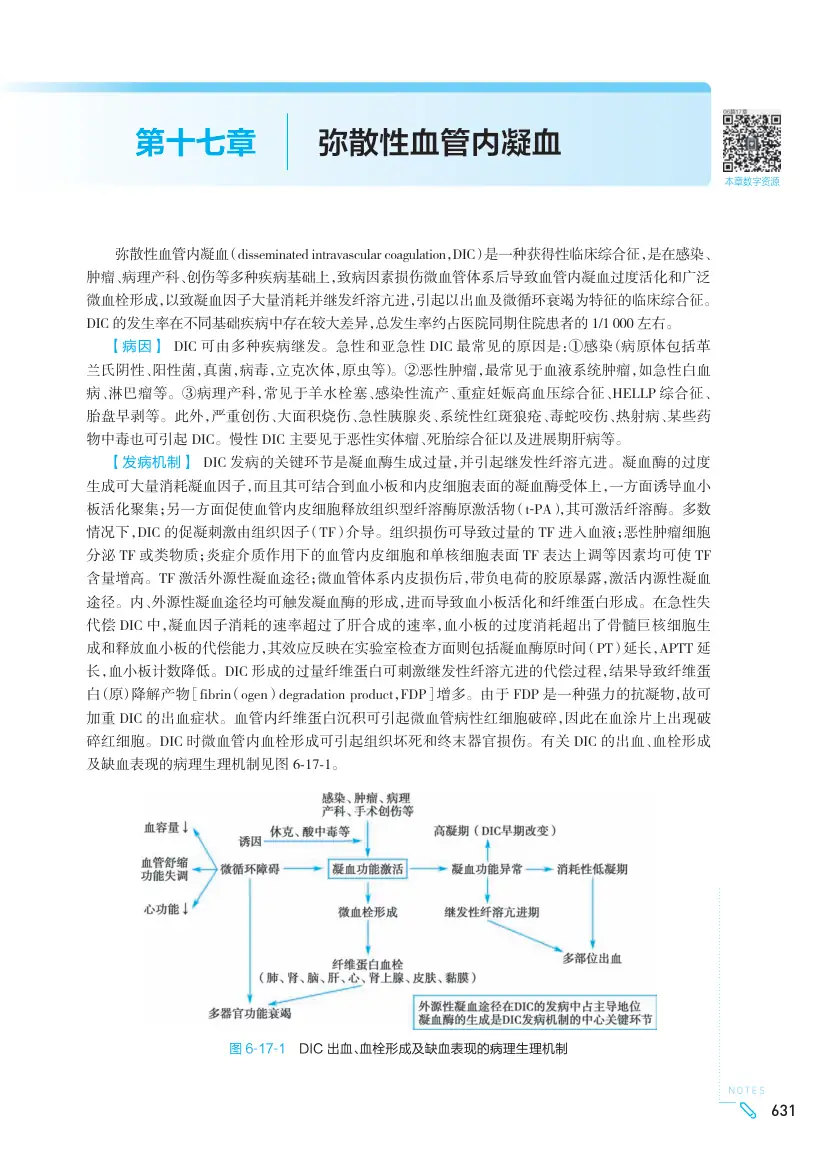 第十七章
弥散性血管内凝血
06篇17章
本章数字资源
弥散性血管内凝血（disseminated intravascular coagulation,DIC）是一种获得性临床综合征,是在感染、
肿瘤、病理产科、创伤等多种疾病基础上,致病因素损伤微血管体系后导致血管内凝血过度活化和广泛
微血栓形成,以致凝血因子大量消耗并继发纤溶亢进,引起以出血及微循环衰竭为特征的临床综合征。
DIC 的发生率在不同基础疾病中存在较大差异,总发生率约占医院同期住院患者的 1/1 000 左右。
【病因】 DIC 可由多种疾病继发。急性和亚急性 DIC 最常见的原因是:①感染(病原体包括革
兰氏阴性、阳性菌,真菌,病毒,立克次体,原虫等)。②恶性肿瘤,最常见于血液系统肿瘤,如急性白血
病、淋巴瘤等。③病理产科,常见于羊水栓塞、感染性流产、重症妊娠高血压综合征、HELLP 综合征、
胎盘早剥等。此外,严重创伤、大面积烧伤、急性胰腺炎、系统性红斑狼疮、毒蛇咬伤、热射病、某些药
物中毒也可引起 DIC。慢性 DIC 主要见于恶性实体瘤、死胎综合征以及进展期肝病等。
【发病机制】 DIC 发病的关键环节是凝血酶生成过量,并引起继发性纤溶亢进。凝血酶的过度
生成可大量消耗凝血因子,而且其可结合到血小板和内皮细胞表面的凝血酶受体上,一方面诱导血小
板活化聚集;另一方面促使血管内皮细胞释放组织型纤溶酶原激活物（t-PA）,其可激活纤溶酶。多数
情况下,DIC 的促凝刺激由组织因子（TF）介导。组织损伤可导致过量的 TF 进入血液;恶性肿瘤细胞
分泌 TF 或类物质;炎症介质作用下的血管内皮细胞和单核细胞表面 TF 表达上调等因素均可使 TF
含量增高。TF 激活外源性凝血途径;微血管体系内皮损伤后,带负电荷的胶原暴露,激活内源性凝血
途径。内、外源性凝血途径均可触发凝血酶的形成,进而导致血小板活化和纤维蛋白形成。在急性失
代偿 DIC 中,凝血因子消耗的速率超过了肝合成的速率,血小板的过度消耗超出了骨髓巨核细胞生
成和释放血小板的代偿能力,其效应反映在实验室检查方面则包括凝血酶原时间（PT）延长,APTT 延
长,血小板计数降低。DIC 形成的过量纤维蛋白可刺激继发性纤溶亢进的代偿过程,结果导致纤维蛋
白(原)降解产物［fibrin（ogen）degradation product,FDP］增多。由于 FDP 是一种强力的抗凝物,故可
加重 DIC 的出血症状。血管内纤维蛋白沉积可引起微血管病性红细胞破碎,因此在血涂片上出现破
碎红细胞。DIC 时微血管内血栓形成可引起组织坏死和终末器官损伤。有关 DIC 的出血、血栓形成
及缺血表现的病理生理机制见图 6-17-1。
感染、肿瘤、病理
产科、手术创伤等
血容量↓
诱因
休克、酸中毒等
高凝期（DIC早期改变）
血管舒缩
功能失调
微循环障碍
凝血功能激活
凝血功能异常
消耗性低凝期
心功能↓
微血栓形成
继发性纤溶亢进期
纤维蛋白血栓
（肺、肾、脑、肝、心、肾上腺、皮肤、黏膜）
多部位出血
多器官功能衰竭
外源性凝血途径在DIC的发病中占主导地位
凝血酶的生成是DIC发病机制的中心关键环节
图 6-17-1 DIC 出血、血栓形成及缺血表现的病理生理机制
NOTES
631